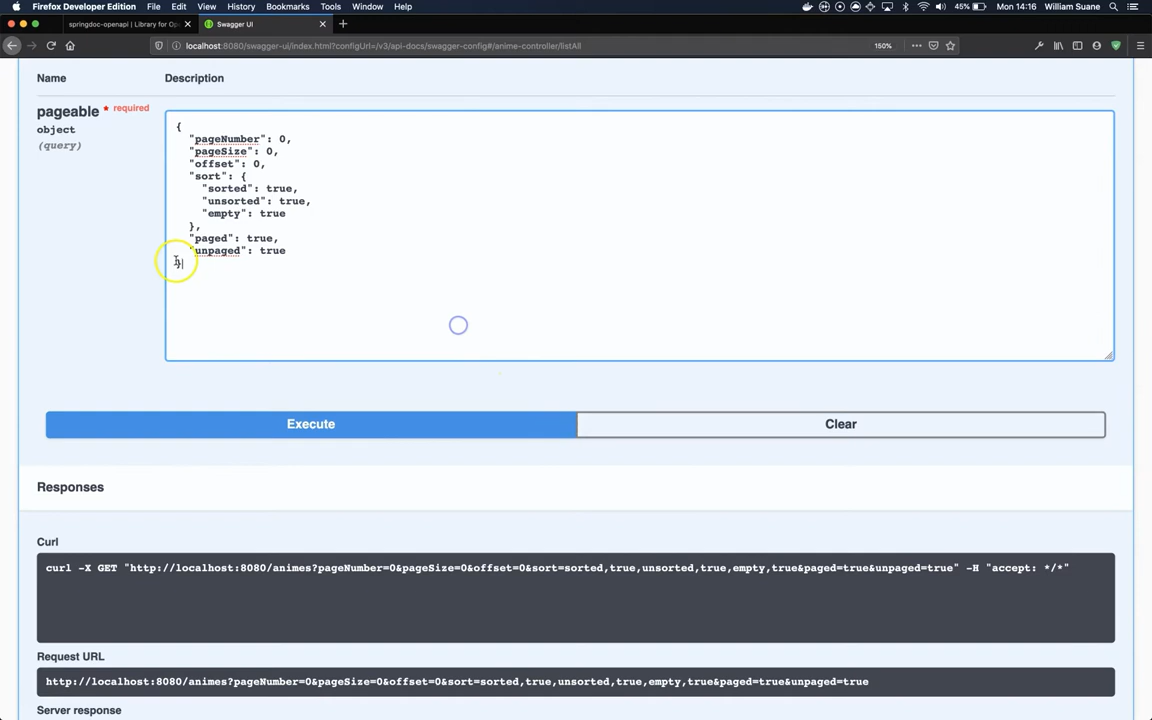 Firefox Developer Edition File Edit View History Bookmarks Tools Window Help 45% Mon 14:16 William Suane
springdoc-openapi | Library for Op
Swagger UI
localhost:8080/swagger-ui/index.html?configUrl=/v3/api-docs/swagger-config#/anime-controller/listAll 150%
Name Description
pageable * required
object
(query)
{
"pageNumber": 0,
"pageSize": 0,
"offset": 0,
"sort": {
"sorted": true,
"unsorted": true,
"empty": true
},
"paged": true,
"unpaged": true
}
Execute Clear
Responses
Curl
curl -X GET "http://localhost:8080/animes?pageNumber=0&pageSize=0&offset=0&sort=sorted,true,unsorted,true,empty,true&paged=true&unpaged=true" -H "accept: */*"
Request URL
http://localhost:8080/animes?pageNumber=0&pageSize=0&offset=0&sort=sorted,true,unsorted,true,empty,true&paged=true&unpaged=true
Server response